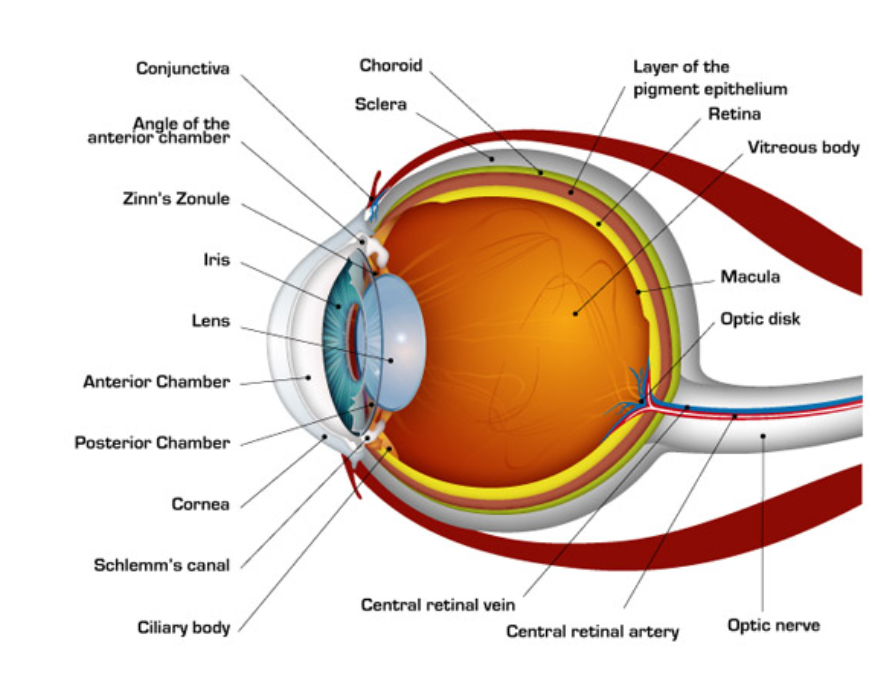 Conjunctiva
Angle of the
anterior chamber
Zinn's Zonule
Iris
Lens
Anterior Chamber
Posterior Chamber
Cornea
Schlemm's canal
Ciliary body
Choroid
Sclera
Layer of the
pigment epithelium
Retina
Vitreous body
Macula
Optic disk
Central retinal vein
Central retinal artery
Optic nerve